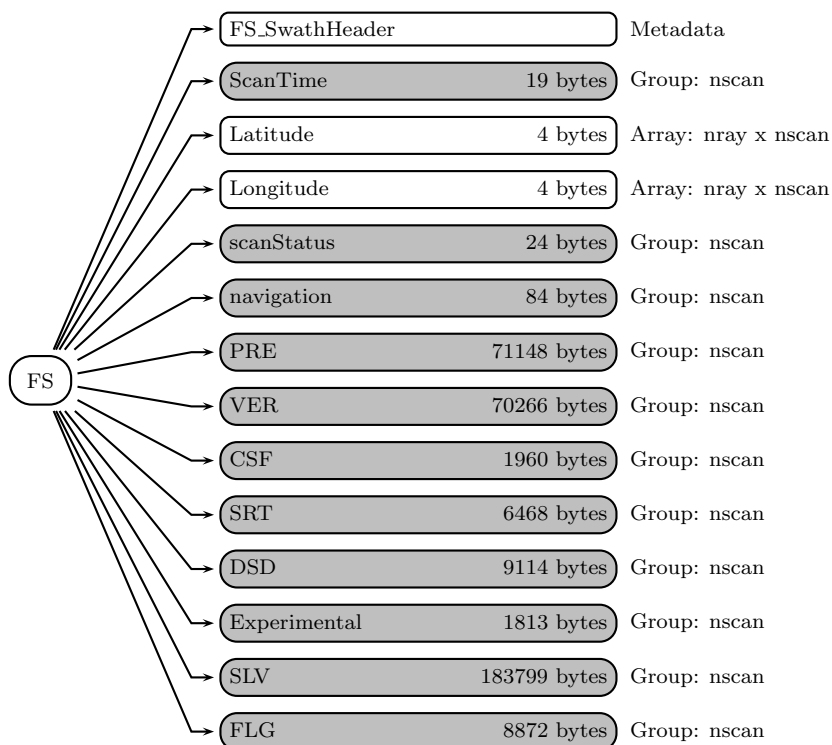 FS_SwathHeader Metadata
ScanTime 19 bytes Group: nscan
Latitude 4 bytes Array: nray x nscan
Longitude 4 bytes Array: nray x nscan
scanStatus 24 bytes Group: nscan
navigation 84 bytes Group: nscan
PRE 71148 bytes Group: nscan
FS
VER 70266 bytes Group: nscan
CSF 1960 bytes Group: nscan
SRT 6468 bytes Group: nscan
DSD 9114 bytes Group: nscan
Experimental 1813 bytes Group: nscan
SLV 183799 bytes Group: nscan
FLG 8872 bytes Group: nscan